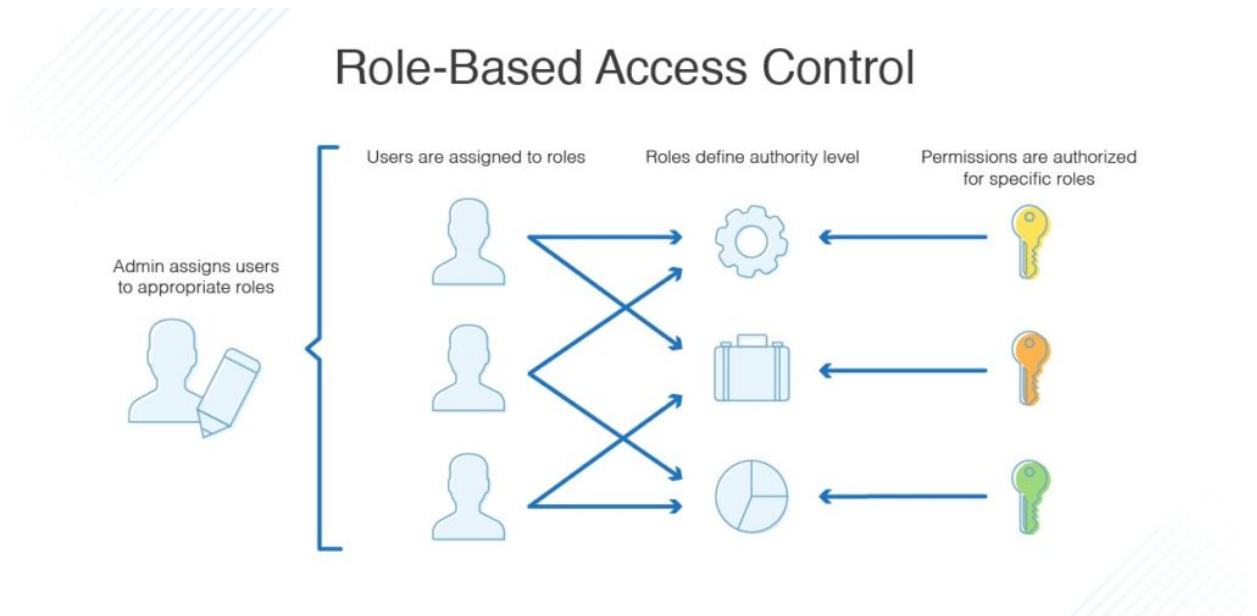 Role-Based Access Control
Users are assigned to roles
Roles define authority level
Permissions are authorized
for specific roles
Admin assigns users
to appropriate roles